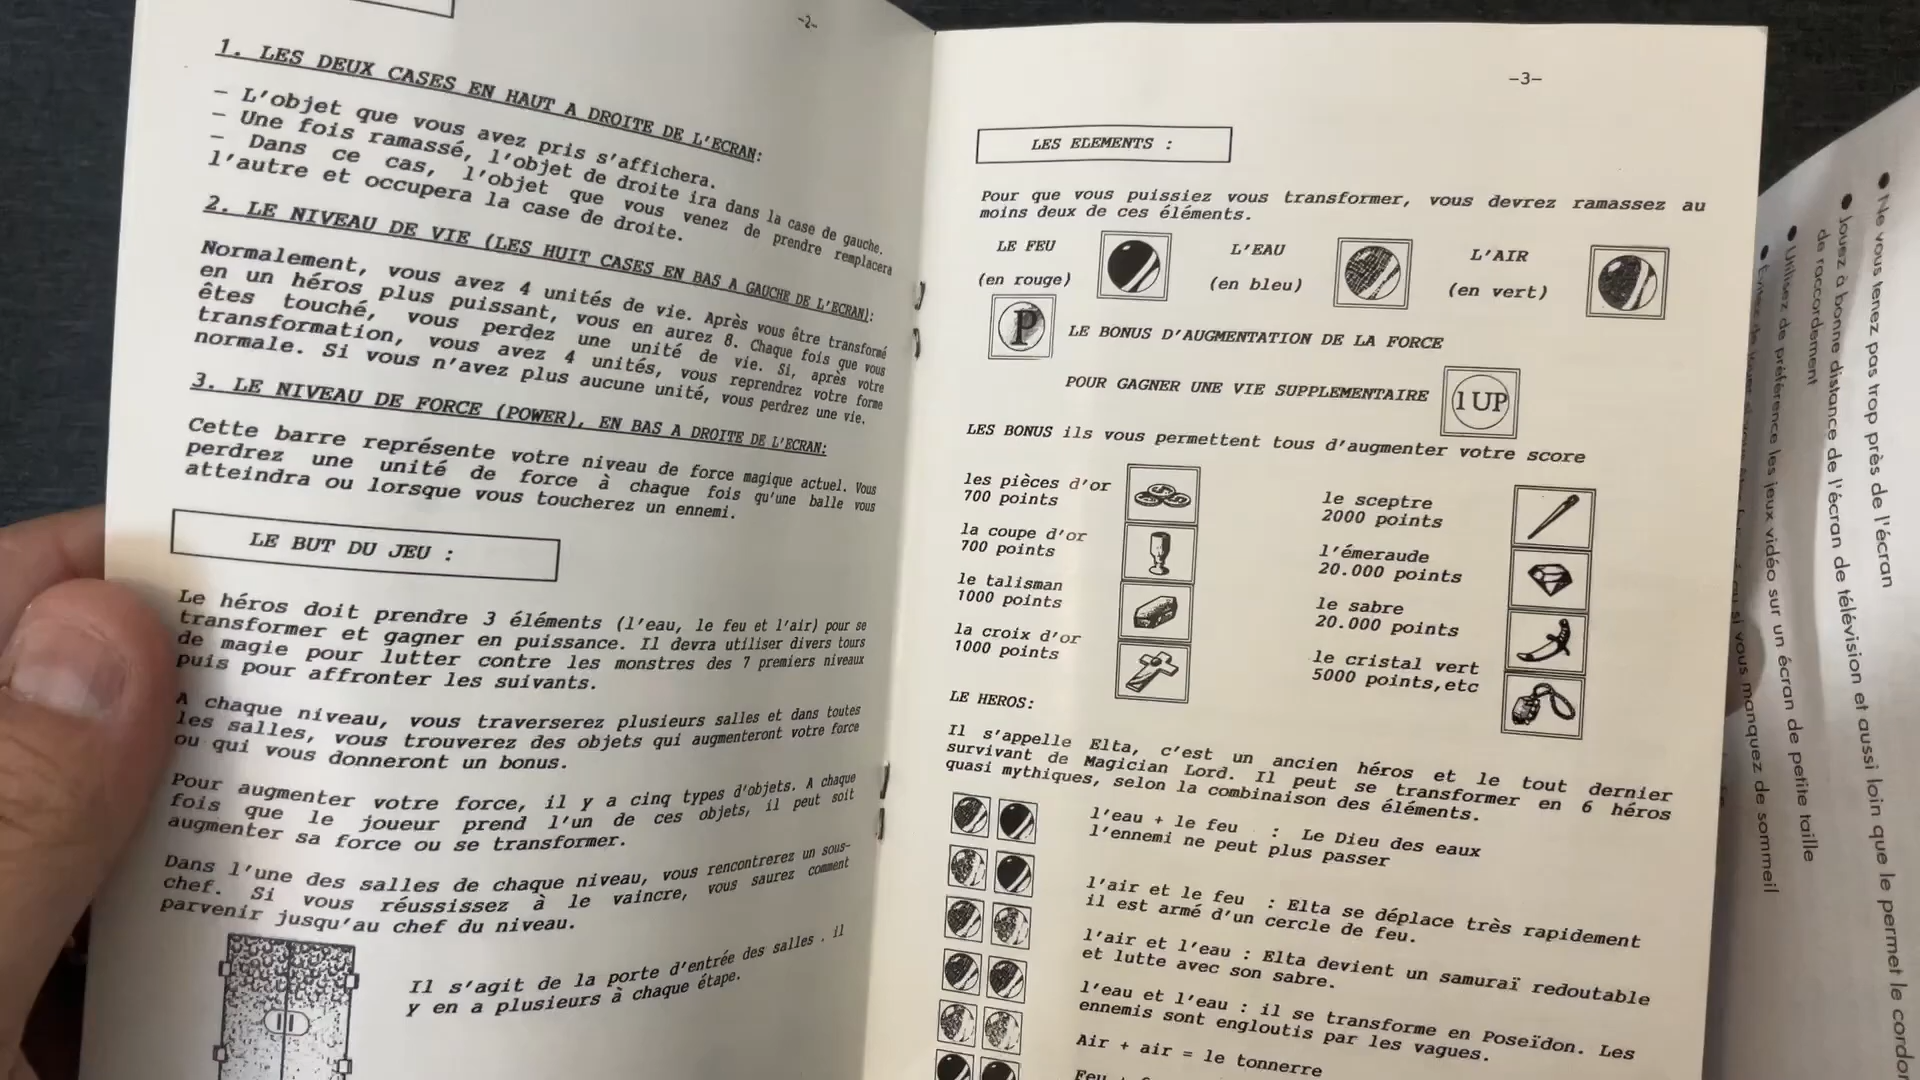 -2-
1. LES DEUX CASES EN HAUT A DROITE DE L'ECRAN:
- L'objet que vous avez pris s'affichera.
- Une fois ramassé, l'objet de droite ira dans la case de gauche.
- Dans ce cas, l'objet que vous venez de prendre remplacera
l'autre et occupera la case de droite.
2. LE NIVEAU DE VIE (LES HUIT CASES EN BAS A GAUCHE DE L'ECRAN):
Normalement, vous avez 4 unités de vie. Après vous être transformé
en un héros plus puissant, vous en aurez 8. Chaque fois que vous
êtes touché, vous perdez une unité de vie. Si, après votre
transformation, vous avez 4 unités, vous reprendrez votre forme
normale. Si vous n'avez plus aucune unité, vous perdrez une vie.
3. LE NIVEAU DE FORCE (POWER), EN BAS A DROITE DE L'ECRAN:
Cette barre représente votre niveau de force magique actuel. Vous
perdrez une unité de force à chaque fois qu'une balle vous
atteindra ou lorsque vous toucherez un ennemi.
LE BUT DU JEU :
Le héros doit prendre 3 éléments (l'eau, le feu et l'air) pour se
transformer et gagner en puissance. Il devra utiliser divers tours
de magie pour lutter contre les monstres des 7 premiers niveaux
puis pour affronter les suivants.
A chaque niveau, vous traverserez plusieurs salles et dans toutes
les salles, vous trouverez des objets qui augmenteront votre force
ou qui vous donneront un bonus.
Pour augmenter votre force, il y a cinq types d'objets. A chaque
fois que le joueur prend l'un de ces objets, il peut soit
augmenter sa force ou se transformer.
Dans l'une des salles de chaque niveau, vous rencontrerez un sous-
chef. Si vous réussissez à le vaincre, vous saurez comment
parvenir jusqu'au chef du niveau.
Il s'agit de la porte d'entrée des salles . il
y en a plusieurs à chaque étape.
-3-
LES ELEMENTS :
Pour que vous puissiez vous transformer, vous devrez ramassez au
moins deux de ces éléments.
LE FEU
(en rouge)
L'EAU
(en bleu)
L'AIR
(en vert)
P
LE BONUS D'AUGMENTATION DE LA FORCE
POUR GAGNER UNE VIE SUPPLEMENTAIRE
1 UP
LES BONUS ils vous permettent tous d'augmenter votre score
les pièces d'or
700 points
la coupe d'or
700 points
le talisman
1000 points
la croix d'or
1000 points
le sceptre
2000 points
l'émeraude
20.000 points
le sabre
20.000 points
le cristal vert
5000 points,etc
LE HEROS:
Il s'appelle Elta, c'est un ancien héros et le tout dernier
survivant de Magician Lord. Il peut se transformer en 6 héros
quasi mythiques, selon la combinaison des éléments.
l'eau + le feu : Le Dieu des eaux
l'ennemi ne peut plus passer
l'air et le feu : Elta se déplace très rapidement
il est armé d'un cercle de feu.
l'air et l'eau : Elta devient un samuraï redoutable
et lutte avec son sabre.
l'eau et l'eau : il se transforme en Poseïdon. Les
ennemis sont engloutis par les vagues.
Air + air = le tonnerre
Feu +
• Ne vous tenez pas trop près de l'écran
• Jouez à bonne distance de l'écran de télévision et aussi loin que le permet le cordon
de raccordement
• Utilisez de préférence les jeux vidéo sur un écran de petite taille
• Evitez de jouer si vous manquez de sommeil